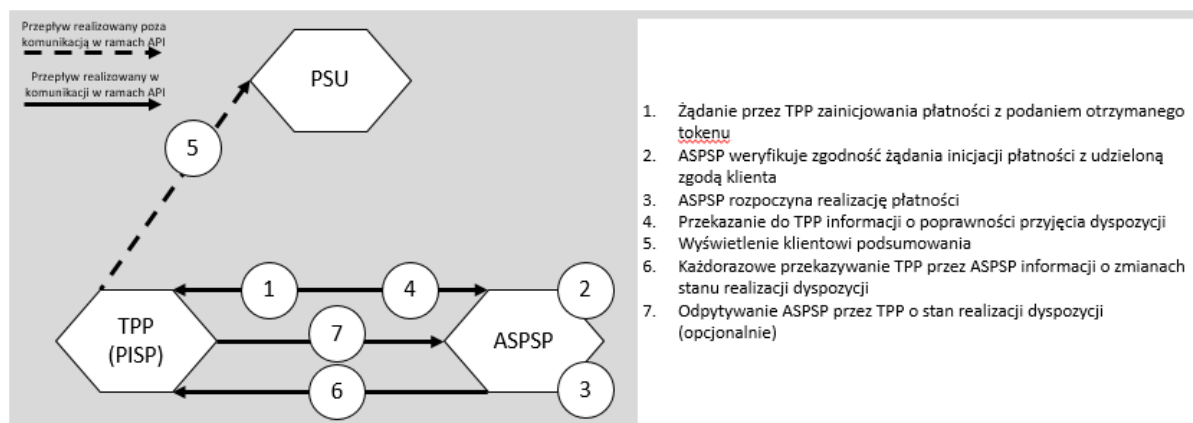 Przepływ realizowany poza
komunikacją w ramach API
Przepływ realizowany w
komunikacji w ramach API
PSU
5
1
4
2
TPP
(PISP)
7
ASPSP
6
3
1. Żądanie przez TPP zainicjowania płatności z podaniem otrzymanego
tokenu
2. ASPSP weryfikuje zgodność żądania inicjacji płatności z udzieloną
zgodą klienta
3. ASPSP rozpoczyna realizację płatności
4. Przekazanie do TPP informacji o poprawności przyjęcia dyspozycji
5. Wyświetlenie klientowi podsumowania
6. Każdorazowe przekazywanie TPP przez ASPSP informacji o zmianach
stanu realizacji dyspozycji
7. Odpytywanie ASPSP przez TPP o stan realizacji dyspozycji
(opcjonalnie)